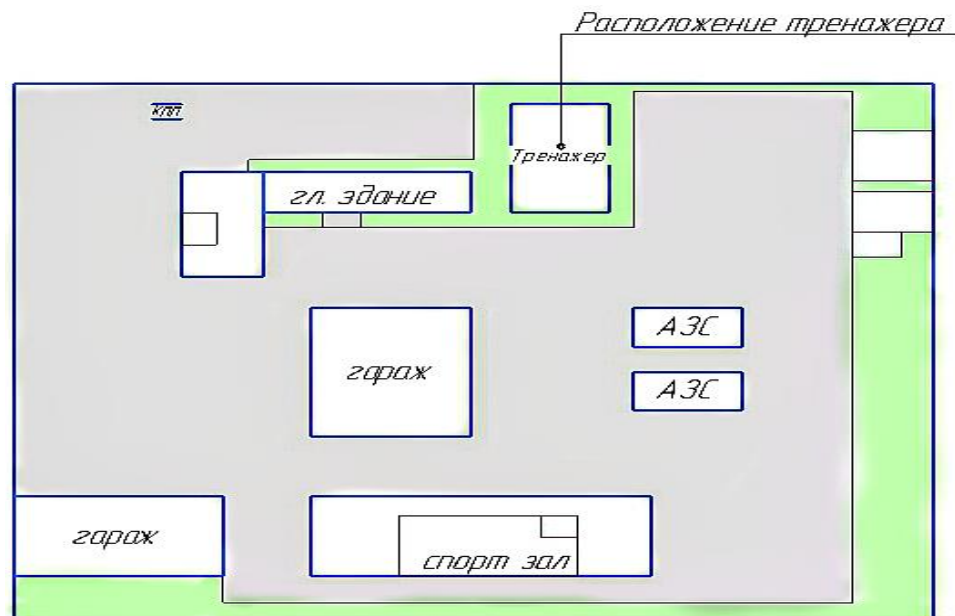 Расположение тренажера
КПП
Тренажер
гл. здание
АЗС
гараж
АЗС
гараж
спорт зал